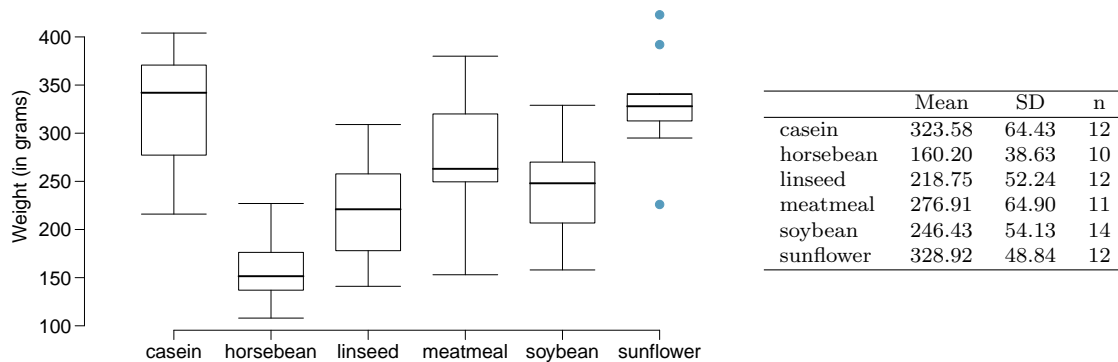 Weight (in grams)
400
350
300
250
200
150
100
casein horsebean linseed meatmeal soybean sunflower
Mean SD n
casein 323.58 64.43 12
horsebean 160.20 38.63 10
linseed 218.75 52.24 12
meatmeal 276.91 64.90 11
soybean 246.43 54.13 14
sunflower 328.92 48.84 12